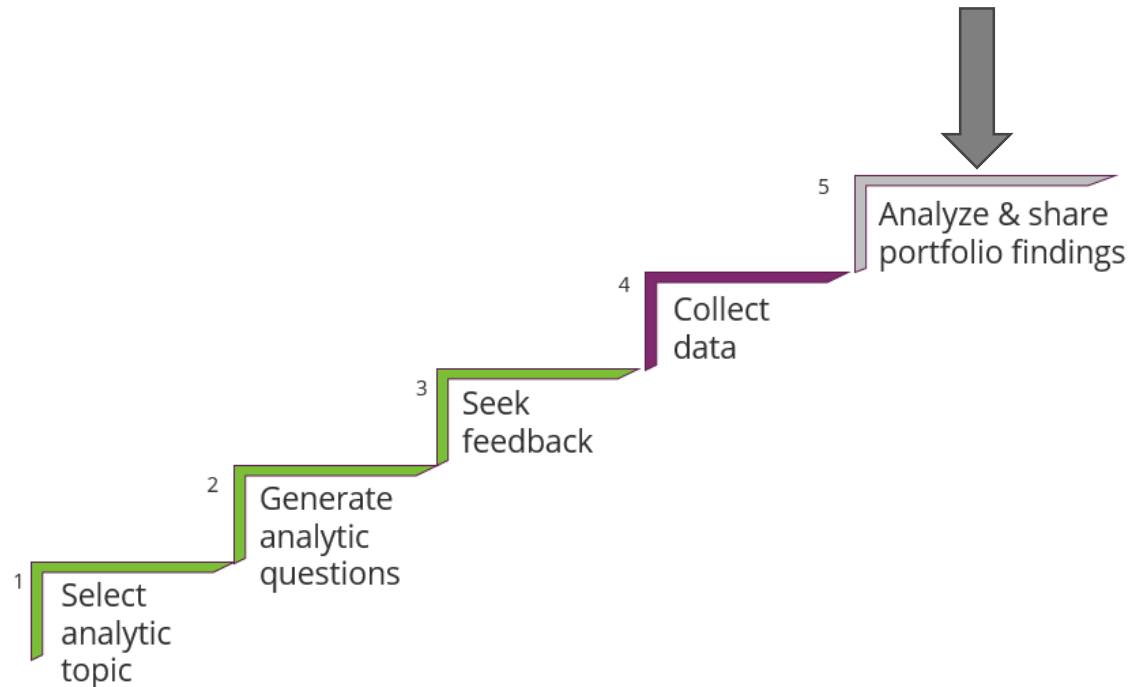 1
Select
analytic
topic
2
Generate
analytic
questions
3
Seek
feedback
4
Collect
data
5
Analyze & share
portfolio findings